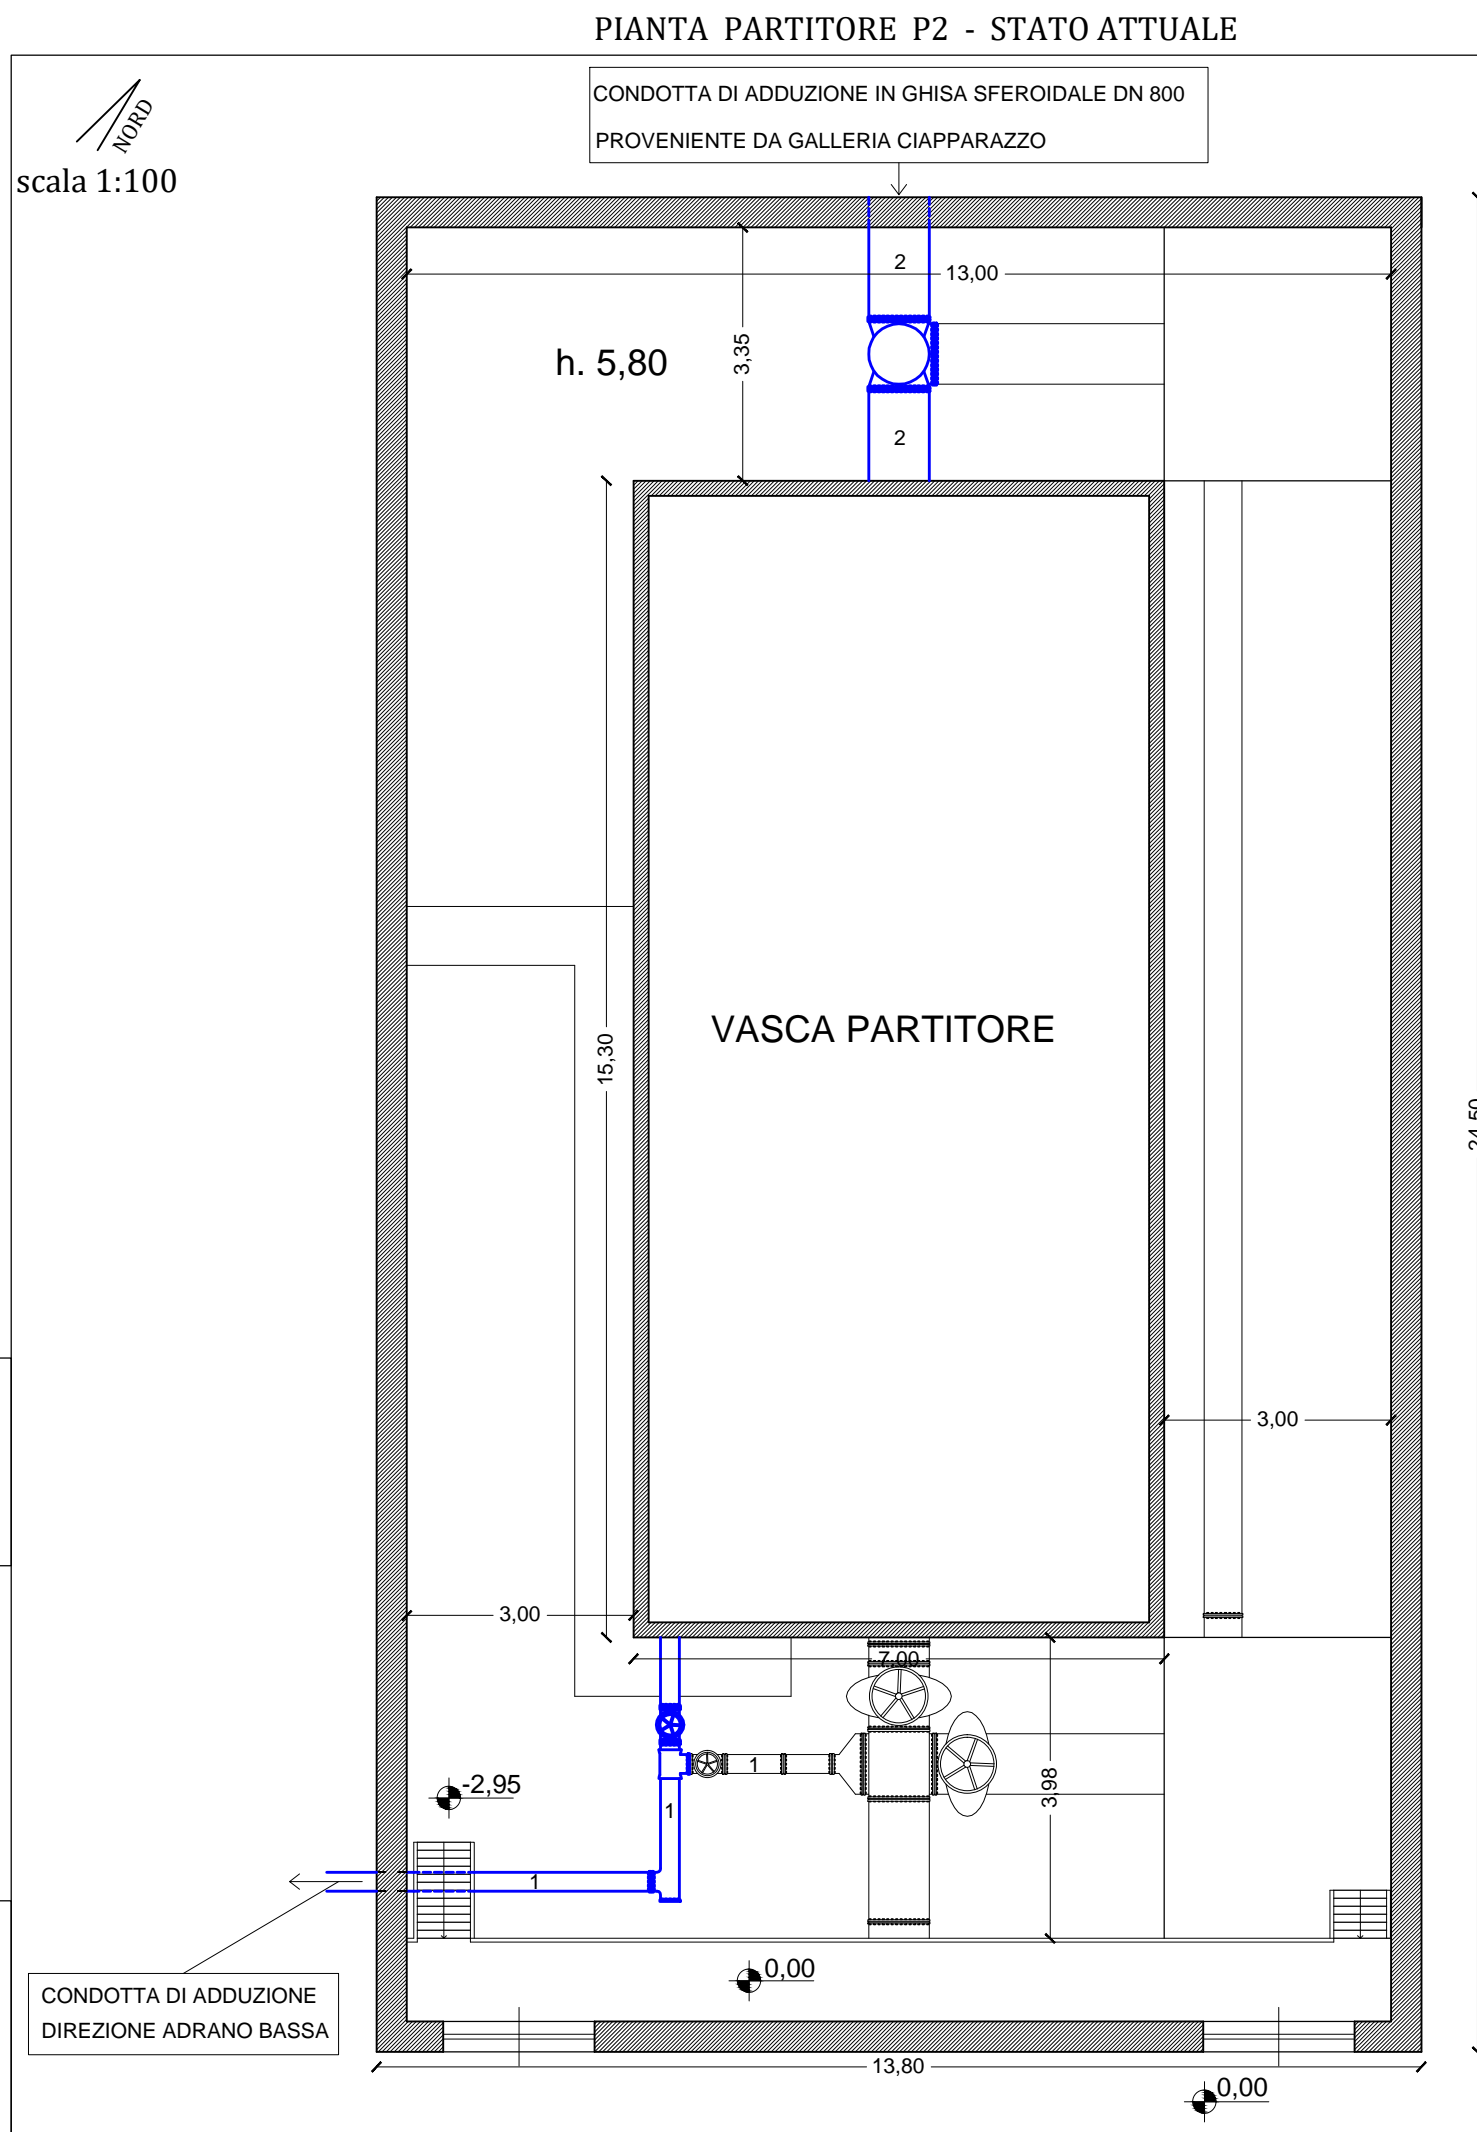 PIANTA PARTITORE P2 - STATO ATTUALE
NORD
scala 1:100
CONDOTTA DI ADDUZIONE IN GHISA SFEROIDALE DN 800
PROVENIENTE DA GALLERIA CIAPPARAZZO
2
13,00
h. 5,80
3,35
2
VASCA PARTITORE
15,30
24,50
3,00
3,00
7,00
1
-2,95
3,98
1
1
CONDOTTA DI ADDUZIONE
DIREZIONE ADRANO BASSA
0,00
13,80
0,00